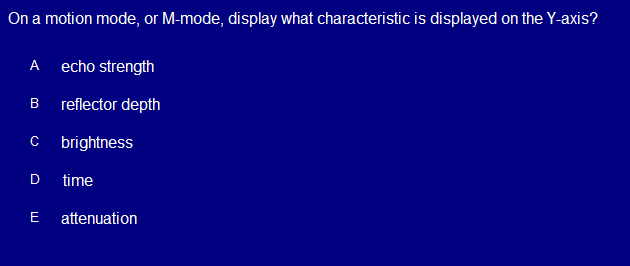 On a motion mode, or M-mode, display what characteristic is displayed on the Y-axis?
A echo strength
B reflector depth
C brightness
D time
E attenuation